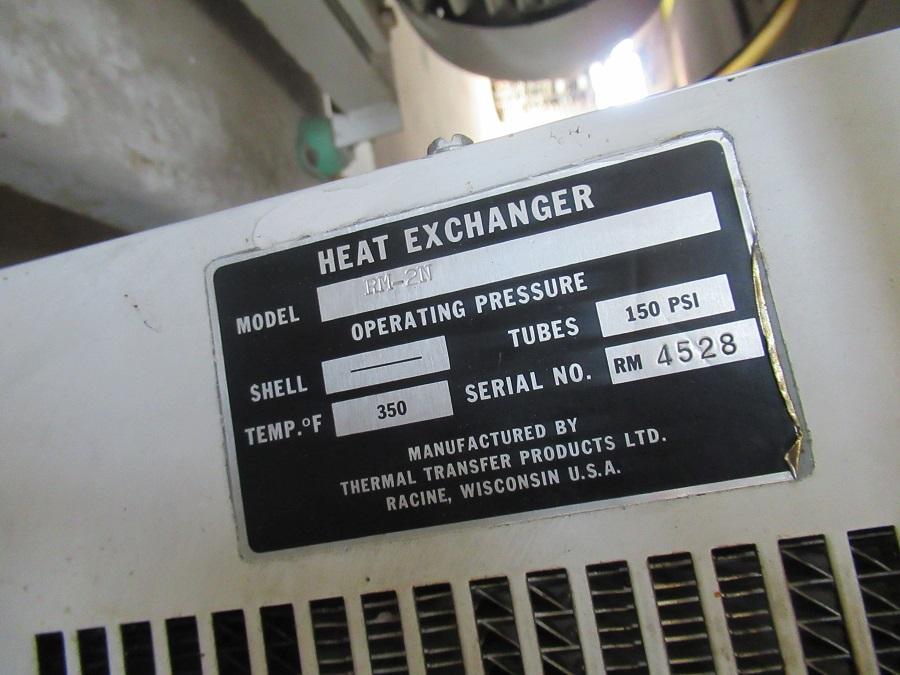 HEAT EXCHANGER
MODEL RM-2N
OPERATING PRESSURE
SHELL — TUBES 150 PSI
TEMP.°F 350 SERIAL NO. RM 4528
MANUFACTURED BY
THERMAL TRANSFER PRODUCTS LTD.
RACINE, WISCONSIN U.S.A.